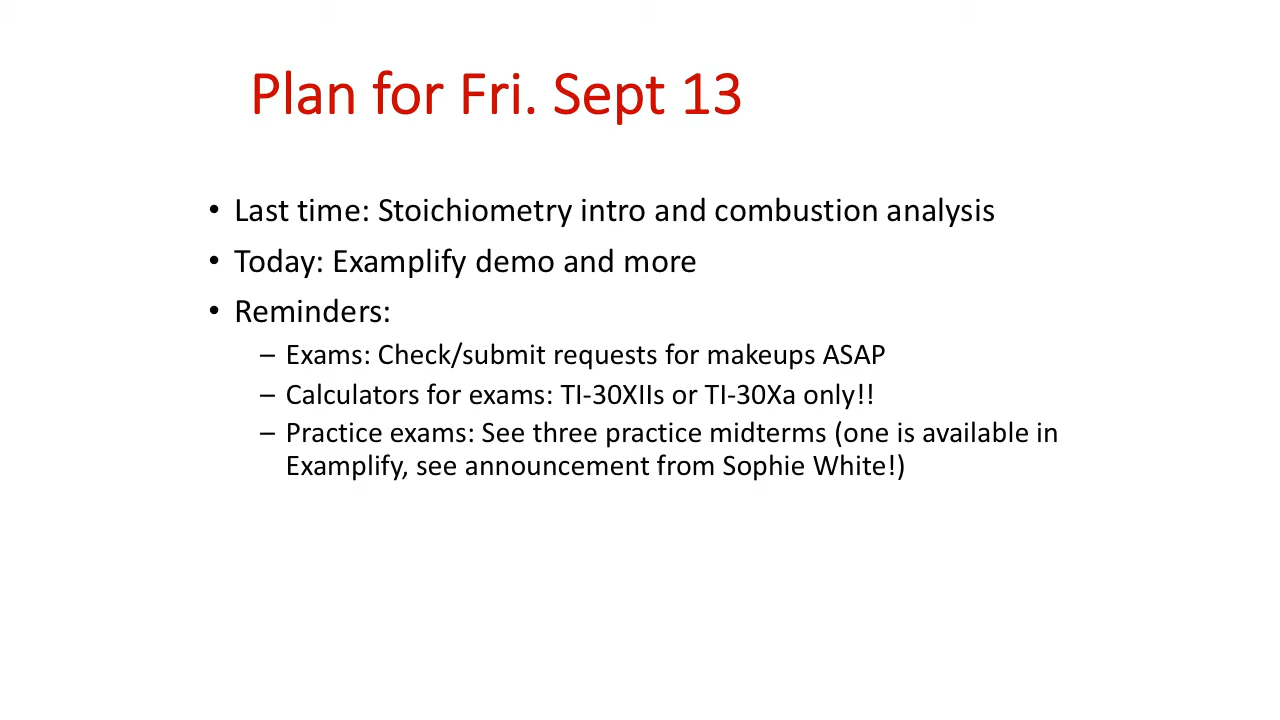 Plan for Fri. Sept 13
• Last time: Stoichiometry intro and combustion analysis
• Today: Examplify demo and more
• Reminders:
– Exams: Check/submit requests for makeups ASAP
– Calculators for exams: TI-30XIIs or TI-30Xa only!!
– Practice exams: See three practice midterms (one is available in
Examplify, see announcement from Sophie White!)